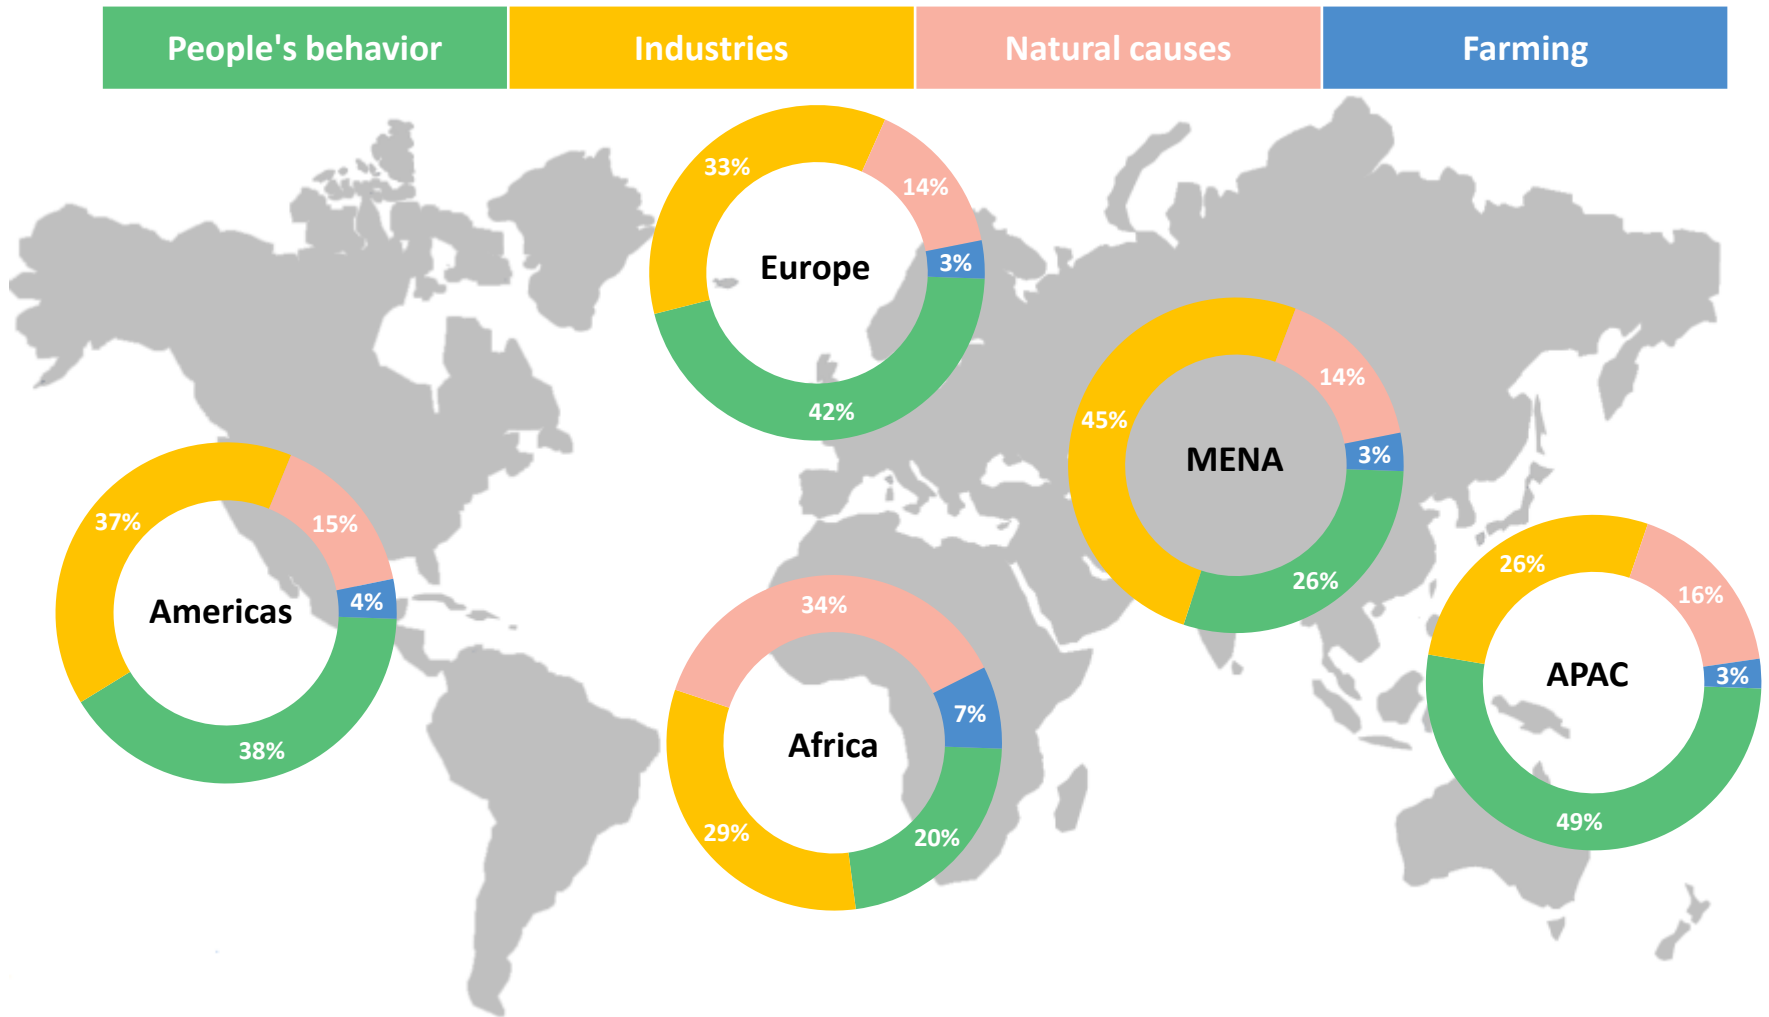 People's behavior
Industries
Natural causes
Farming
33%
14%
3%
Europe
42%
45%
14%
3%
MENA
26%
37%
15%
4%
Americas
38%
34%
7%
Africa
29%
20%
26%
16%
3%
APAC
49%